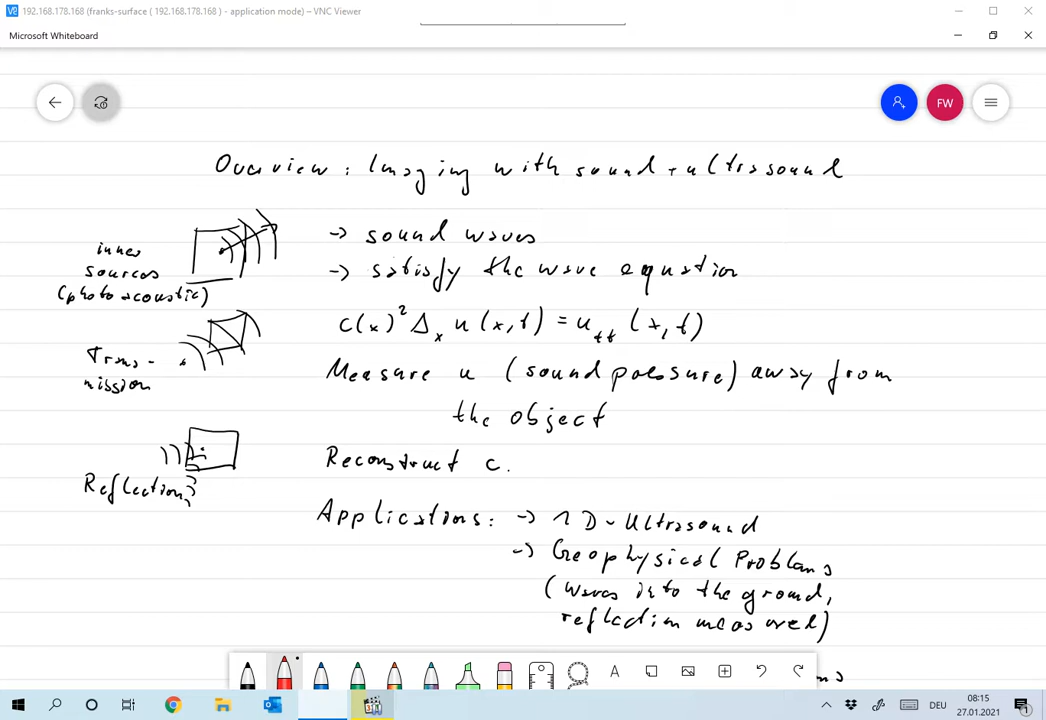 192.168.178.168 (franks-surface ( 192.168.178.168 ) - application mode) – VNC Viewer
Microsoft Whiteboard
FW
Overview : Imaging with sound + ultrasound
→ sound waves
→ satisfy the wave equation
c(x)² Δₓ u(x,t) = uₜₜ (x,t)
Measure u (sound pressure) away from
the object
Reconstruct c.
Applications: → 1D-Ultrasound
→ Geophysical Problems
(waves into the ground,
reflection measured)
inner
sources
(photoacoustic)
Trans-
mission
Reflection
A
DEU
08:15
27.01.2021